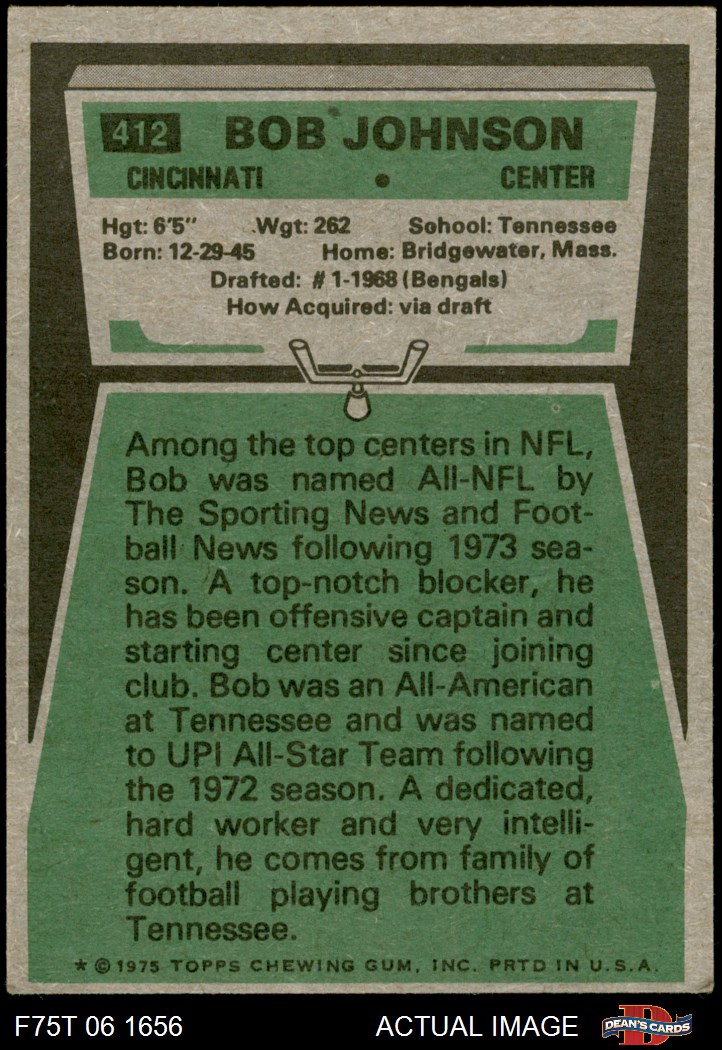 412 BOB JOHNSON
CINCINNATI • CENTER
Hgt: 6'5" Wgt: 262 School: Tennessee
Born: 12-29-45 Home: Bridgewater, Mass.
Drafted: #1-1968 (Bengals)
How Acquired: via draft
Among the top centers in NFL,
Bob was named All-NFL by
The Sporting News and Foot-
ball News following 1973 sea-
son. A top-notch blocker, he
has been offensive captain and
starting center since joining
club. Bob was an All-American
at Tennessee and was named
to UPI All-Star Team following
the 1972 season. A dedicated,
hard worker and very intelli-
gent, he comes from family of
football playing brothers at
Tennessee.
* © 1975 TOPPS CHEWING GUM, INC. PRTD IN U.S.A.
F75T 06 1656 ACTUAL IMAGE D DEAN'S CARDS